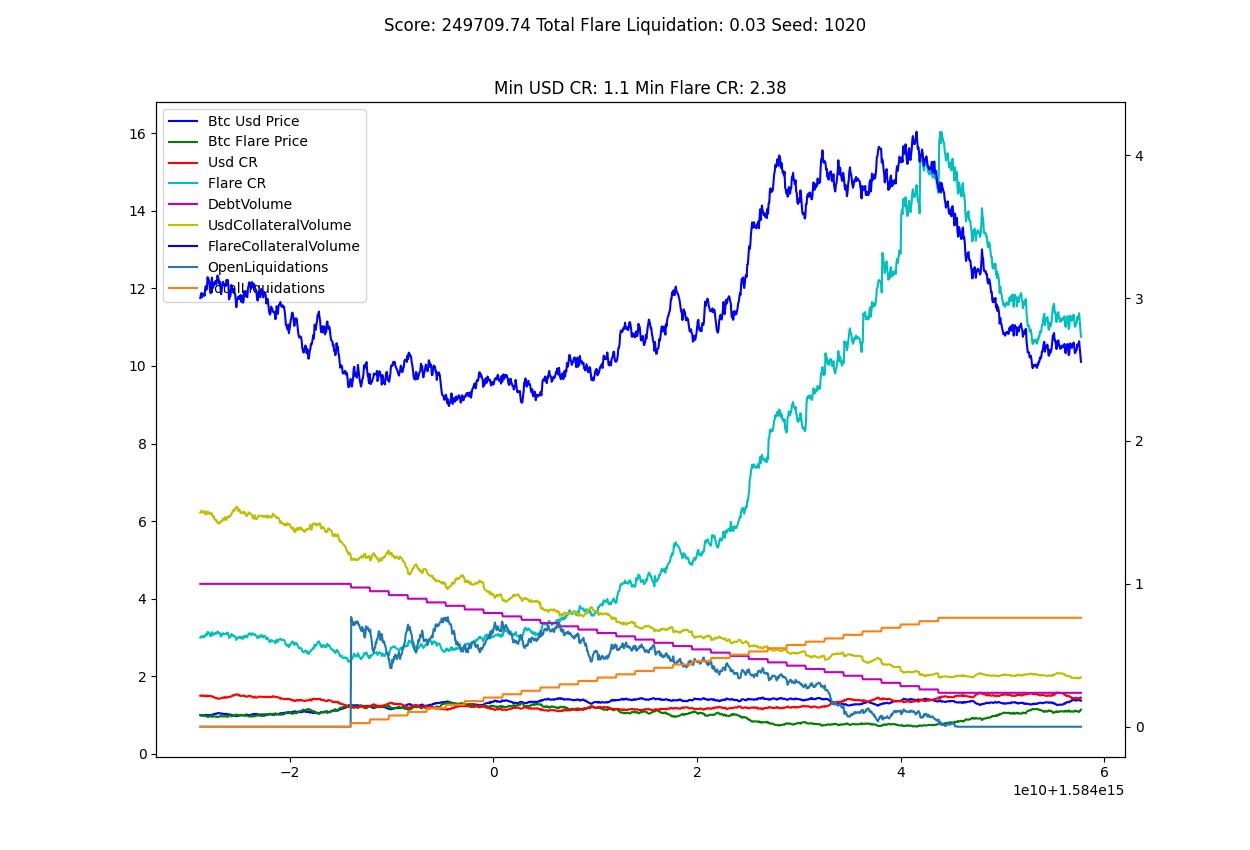 Score: 249709.74 Total Flare Liquidation: 0.03 Seed: 1020
Min USD CR: 1.1 Min Flare CR: 2.38
Btc Usd Price
Btc Flare Price
Usd CR
Flare CR
DebtVolume
UsdCollateralVolume
FlareCollateralVolume
OpenLiquidations
TotalLiquidations
16
14
12
10
8
6
4
2
0
4
3
2
1
0
−2 0 2 4 6
1e10+1.584e15